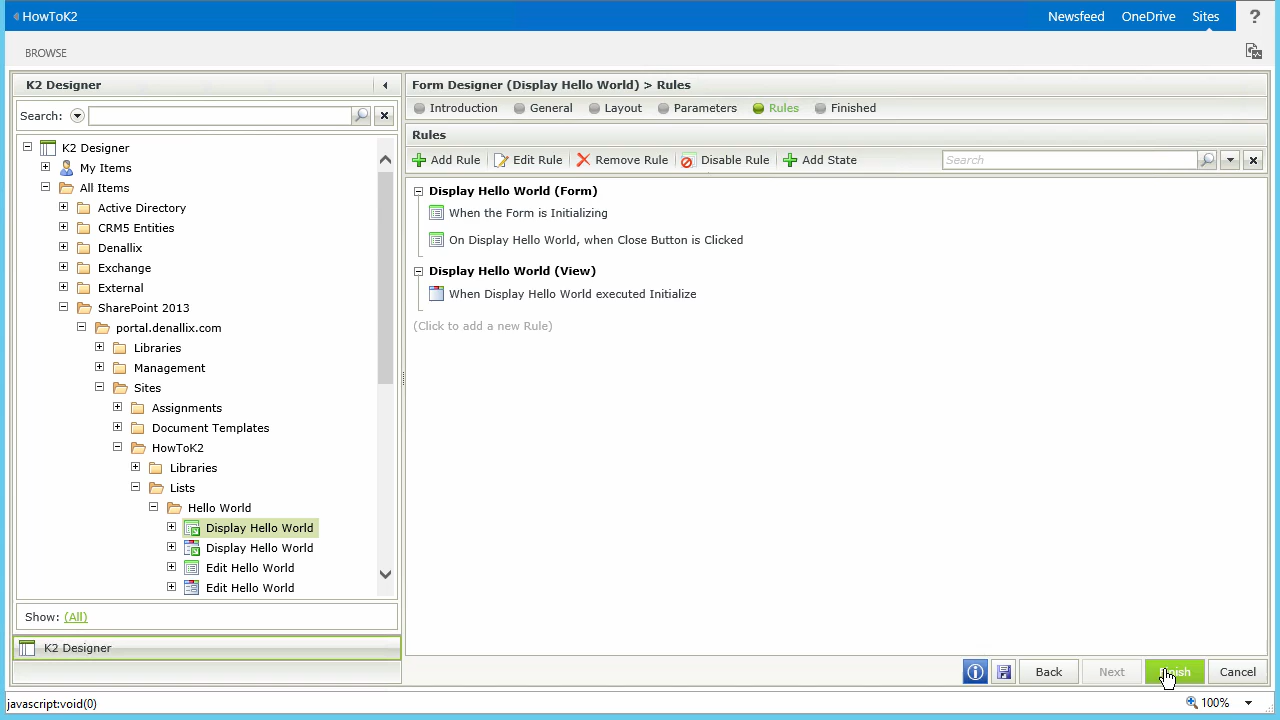 HowToK2
Newsfeed OneDrive Sites ?
BROWSE
K2 Designer
Form Designer (Display Hello World) > Rules
Search:
Introduction General Layout Parameters Rules Finished
Rules
Add Rule Edit Rule Remove Rule Disable Rule Add State Search
K2 Designer
My Items
All Items
Active Directory
CRM5 Entities
Denallix
Exchange
External
SharePoint 2013
portal.denallix.com
Libraries
Management
Sites
Assignments
Document Templates
HowToK2
Libraries
Lists
Hello World
Display Hello World
Display Hello World
Edit Hello World
Edit Hello World
Display Hello World (Form)
When the Form is Initializing
On Display Hello World, when Close Button is Clicked
Display Hello World (View)
When Display Hello World executed Initialize
(Click to add a new Rule)
Show: (All)
K2 Designer
Back Next Finish Cancel
javascript:void(0)
100%